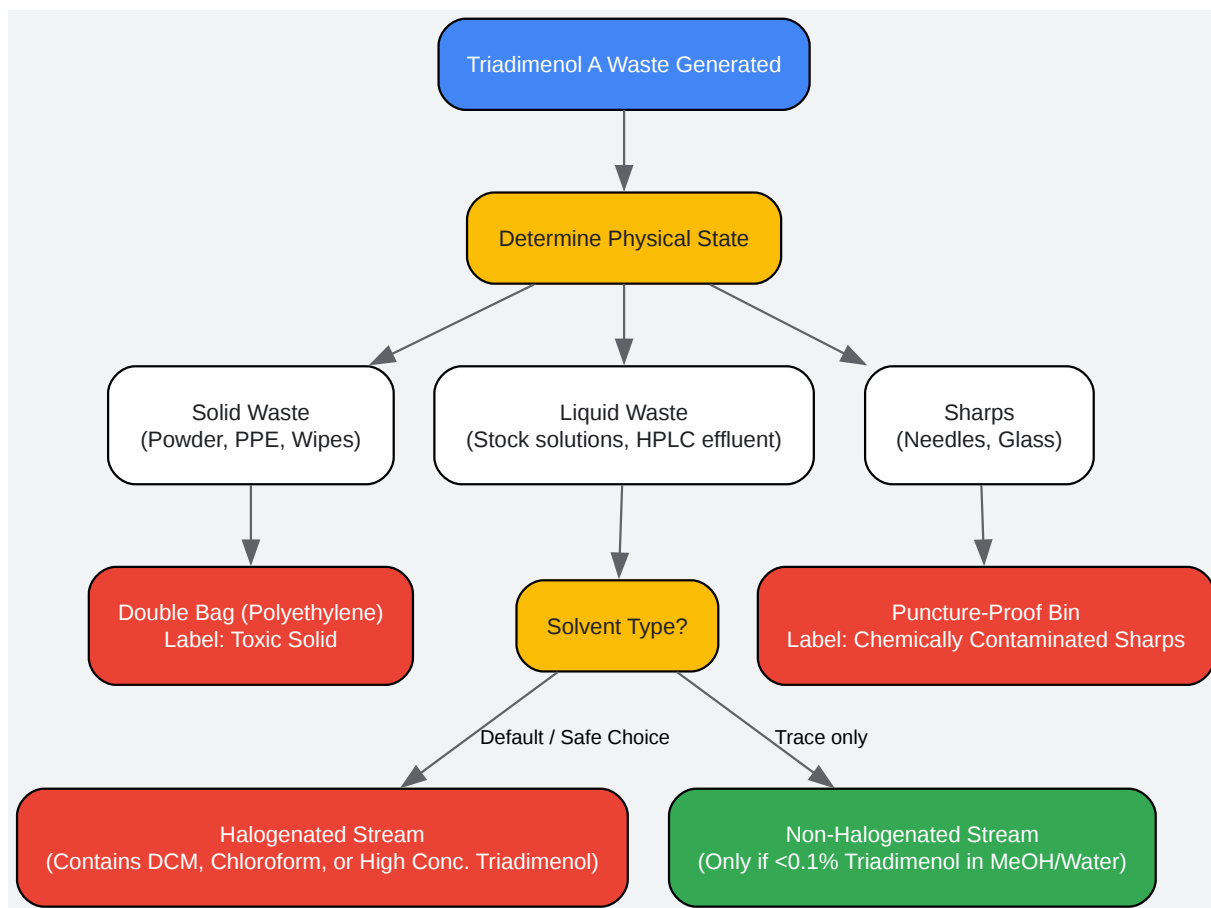 Triadimenol A Waste Generated
Determine Physical State
Solid Waste
(Powder, PPE, Wipes)
Liquid Waste
(Stock solutions, HPLC effluent)
Sharps
(Needles, Glass)
Double Bag (Polyethylene)
Label: Toxic Solid
Solvent Type?
Puncture-Proof Bin
Label: Chemically Contaminated Sharps
Default / Safe Choice
Trace only
Halogenated Stream
(Contains DCM, Chloroform, or High Conc. Triadimenol)
Non-Halogenated Stream
(Only if <0.1% Triadimenol in MeOH/Water)